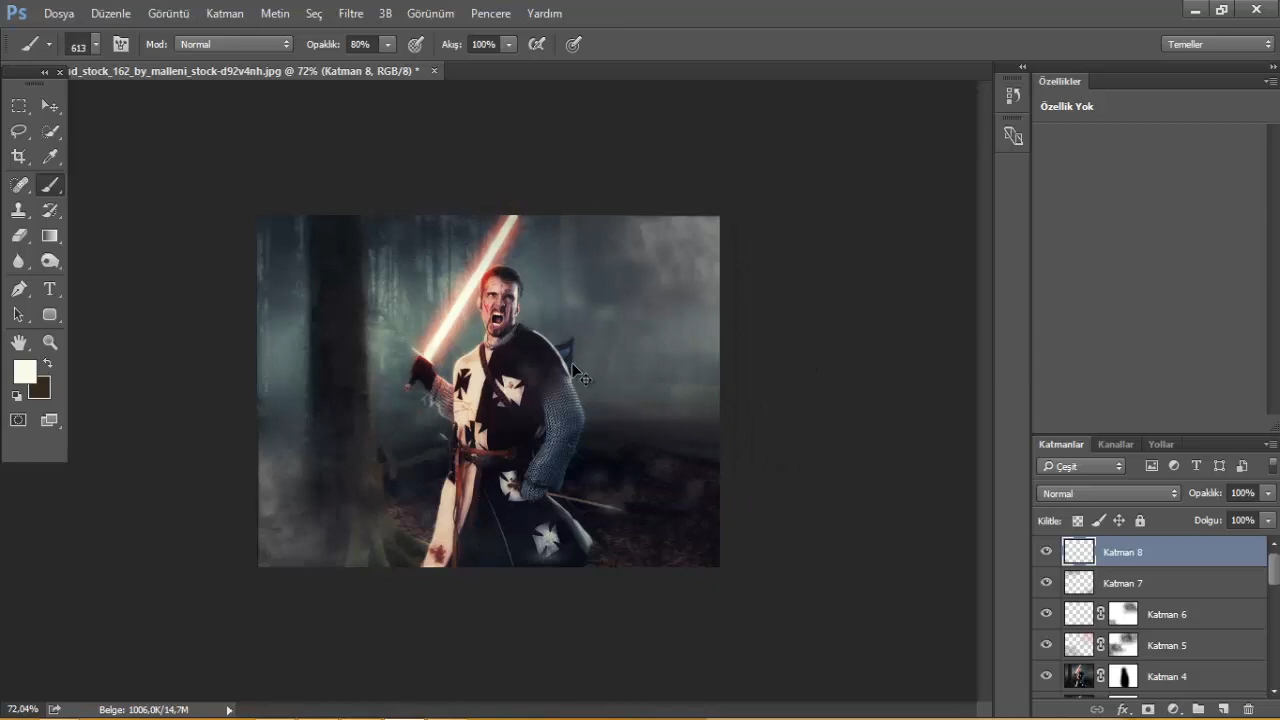 Ps Dosya Düzenle Görüntü Katman Metin Seç Filtre 3B Görünüm Pencere Yardım
613 Mod: Normal Opaklık: 80% Akış: 100% Temeller
ıd_stock_162_by_malleni_stock-d92v4nh.jpg @ 72% (Katman 8, RGB/8) *
Özellikler
Özellik Yok
Katmanlar Kanallar Yollar
Çeşit
Normal Opaklık: 100%
Kilitle: Dolgu: 100%
Katman 8
Katman 7
Katman 6
Katman 5
Katman 4
fx
72,04% Belge: 1006,0K/14,7M